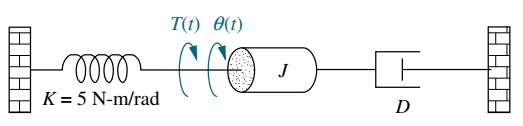 T(t) θ(t)
J
K = 5 N-m/rad
D